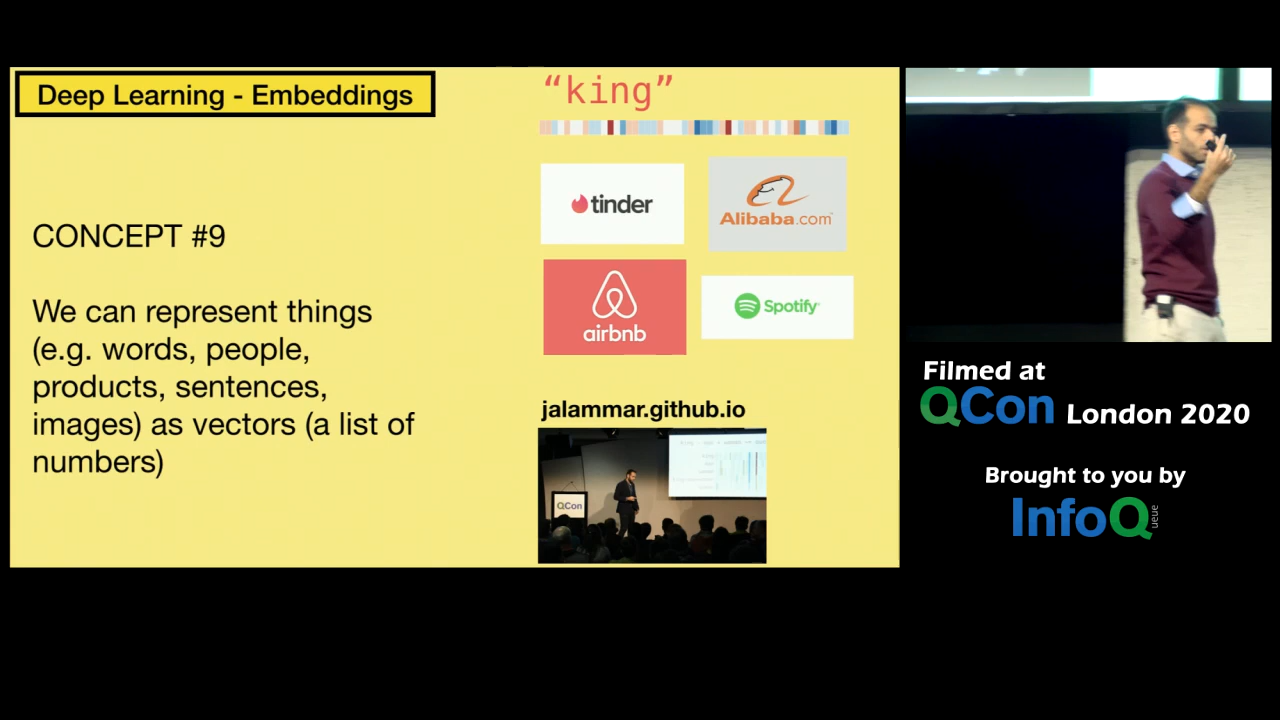 Deep Learning - Embeddings
CONCEPT #9
We can represent things
(e.g. words, people,
products, sentences,
images) as vectors (a list of
numbers)
“king”
tinder
Alibaba.com
airbnb
Spotify
jalammar.github.io
QCon
Filmed at
QCon London 2020
Brought to you by
InfoQ
ueue